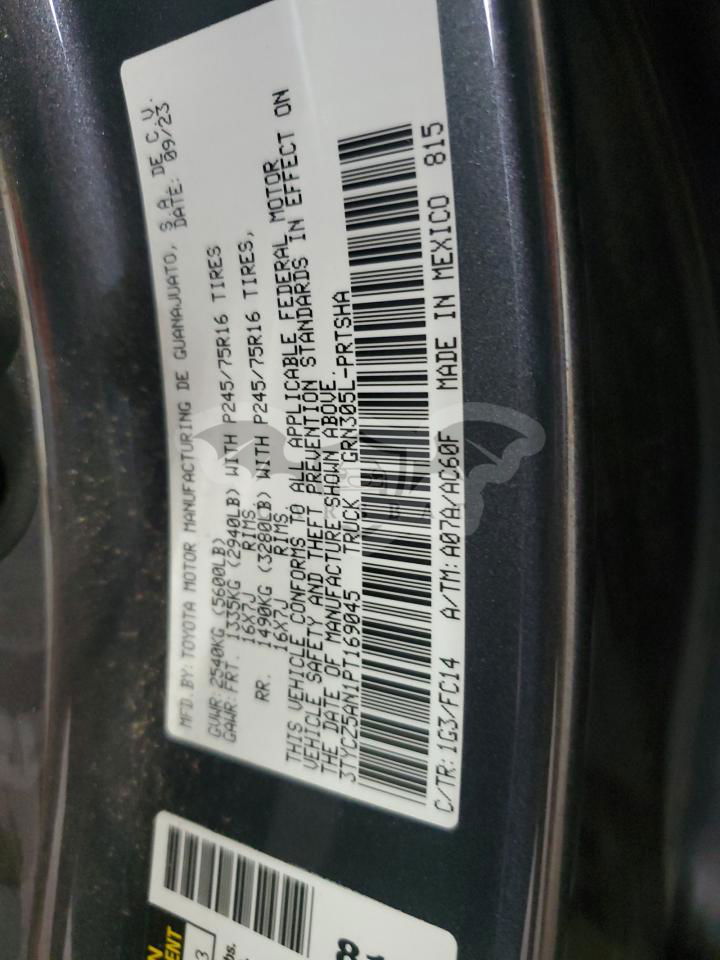 MFD.BY: TOYOTA MOTOR MANUFACTURING DE GUANAJUATO, S.A. DE C.V.
DATE: 09/23
GVWR: 2540KG (5600LB)
GAWR: FRT. 1335KG (2940LB) WITH P245/75R16 TIRES
16X7J RIMS,
RR. 1490KG (3280LB) WITH P245/75R16 TIRES,
16X7J RIMS.
THIS VEHICLE CONFORMS TO ALL APPLICABLE FEDERAL MOTOR
VEHICLE SAFETY AND THEFT PREVENTION STANDARDS IN EFFECT ON
THE DATE OF MANUFACTURE SHOWN ABOVE.
3TYCZ5AN1PT169045 TRUCK GRN305L-PRTSHA
C/TR: 1G3/FC14 A/TM: A07A/AC60F MADE IN MEXICO 815